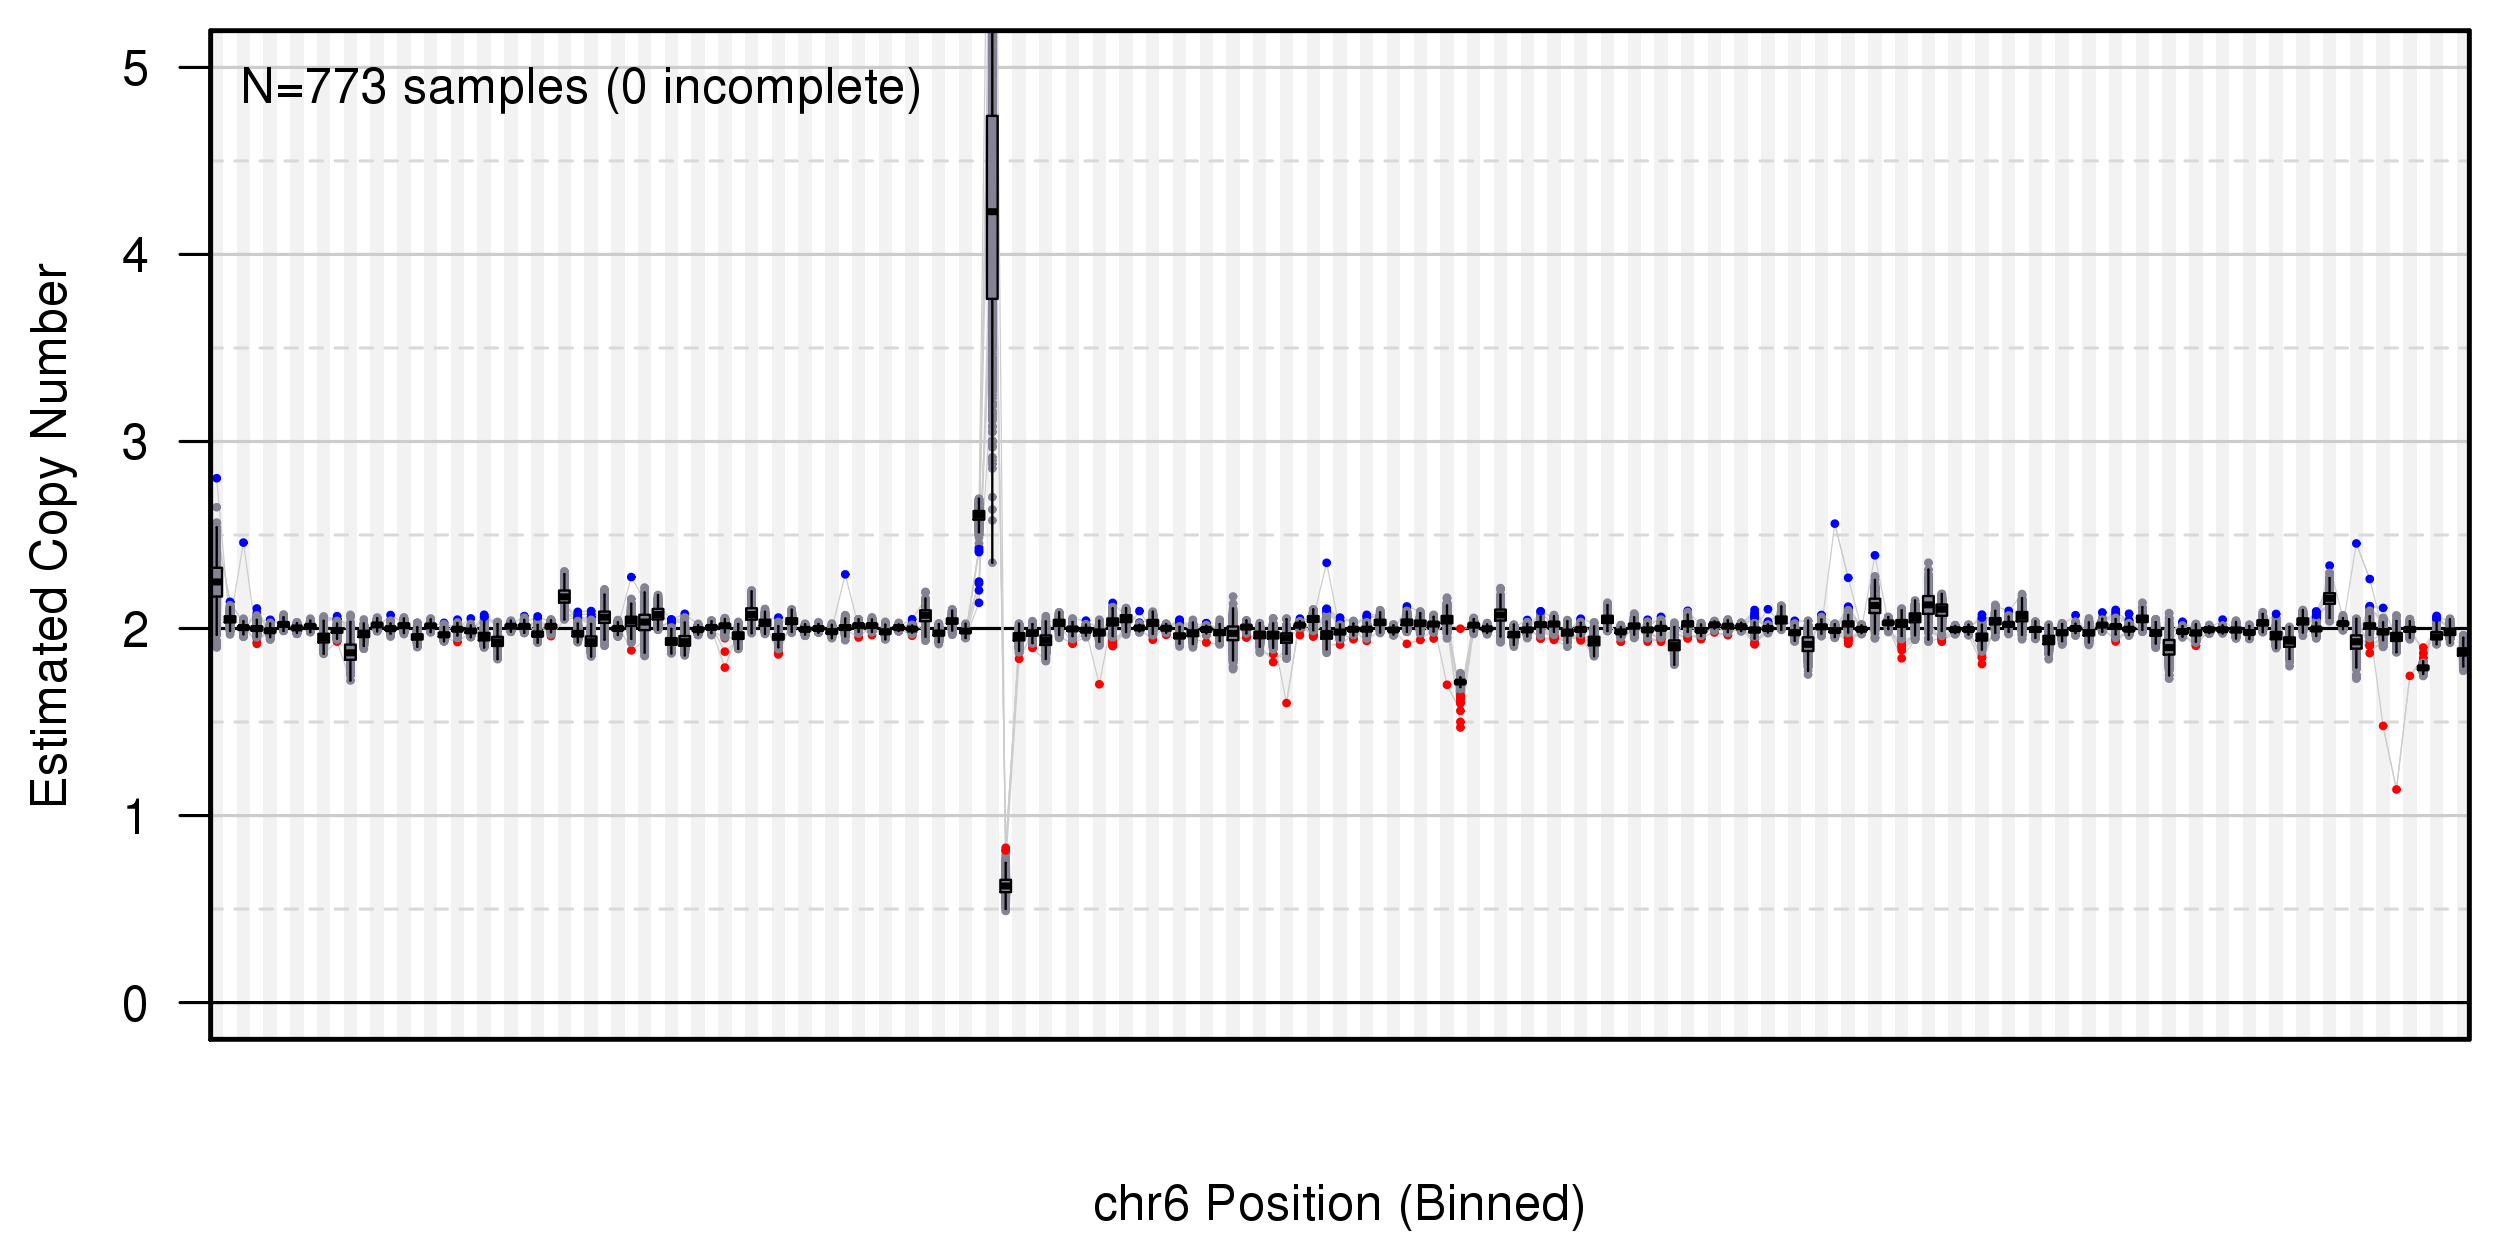 N=773 samples (0 incomplete)
Estimated Copy Number
5
4
3
2
1
0
chr6 Position (Binned)